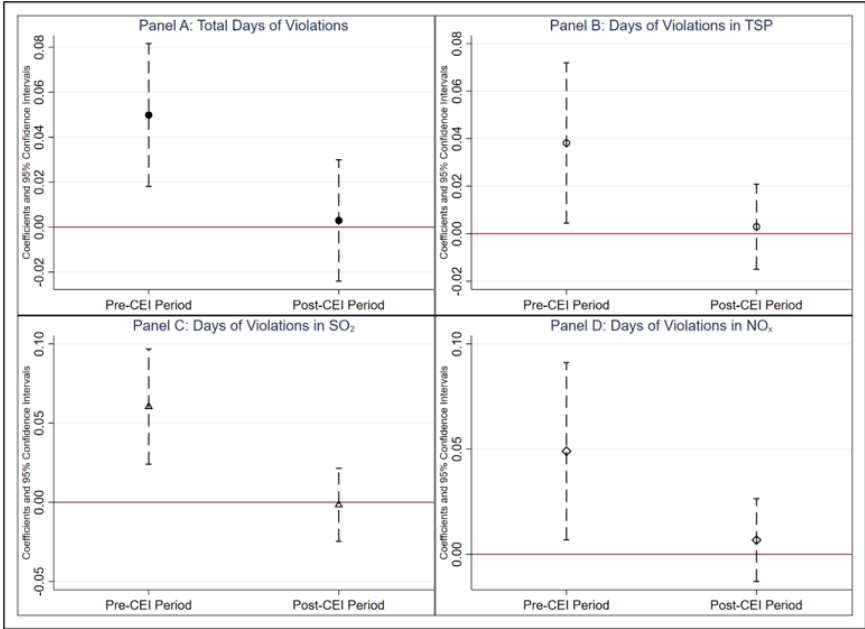 Panel A: Total Days of Violations
Coefficients and 95% Confidence Intervals
0.08
0.06
0.04
0.02
0.00
-0.02
Pre-CEI Period
Post-CEI Period
Panel B: Days of Violations in TSP
Coefficients and 95% Confidence Intervals
0.08
0.06
0.04
0.02
0.00
-0.02
Pre-CEI Period
Post-CEI Period
Panel C: Days of Violations in SO₂
Coefficients and 95% Confidence Intervals
0.10
0.05
0.00
-0.05
Pre-CEI Period
Post-CEI Period
Panel D: Days of Violations in NOₓ
Coefficients and 95% Confidence Intervals
0.10
0.05
0.00
Pre-CEI Period
Post-CEI Period